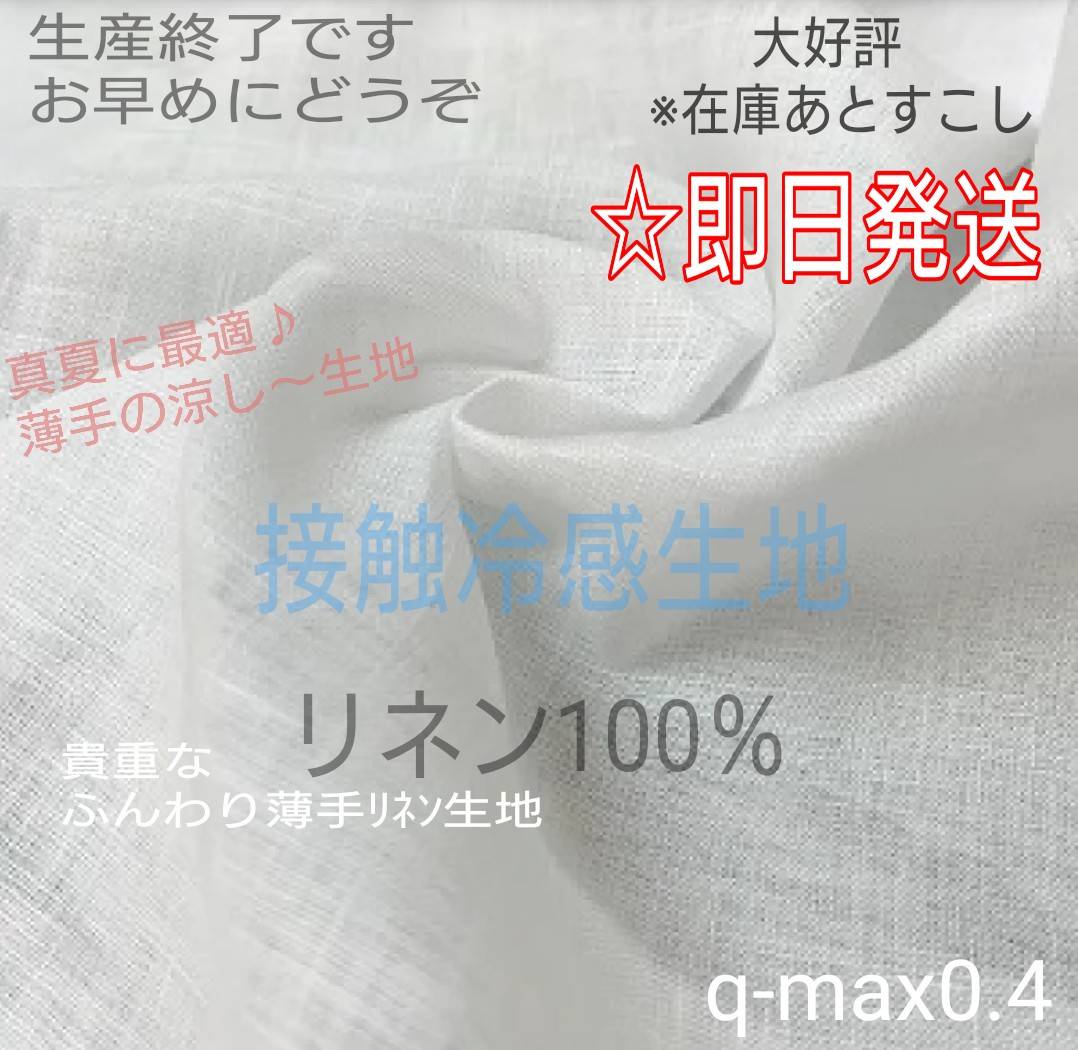 生産終了です
お早めにどうぞ
大好評
※在庫あとすこし
☆即日発送
真夏に最適♪
薄手の涼し〜生地
接触冷感生地
リネン100%
貴重な
ふんわり薄手ﾘﾈﾝ生地
q-max0.4